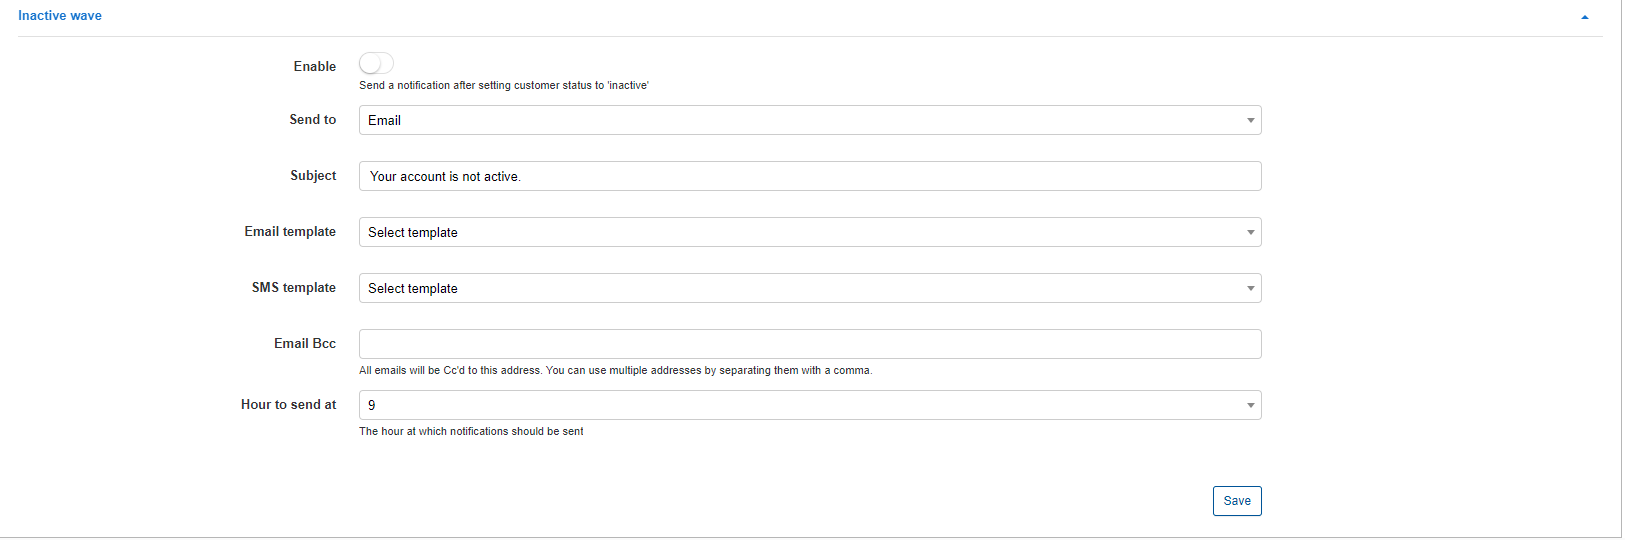 Inactive wave
Enable
Send a notification after setting customer status to 'inactive'
Send to
Email
Subject
Your account is not active.
Email template
Select template
SMS template
Select template
Email Bcc
All emails will be Cc'd to this address. You can use multiple addresses by separating them with a comma.
Hour to send at
9
The hour at which notifications should be sent
Save